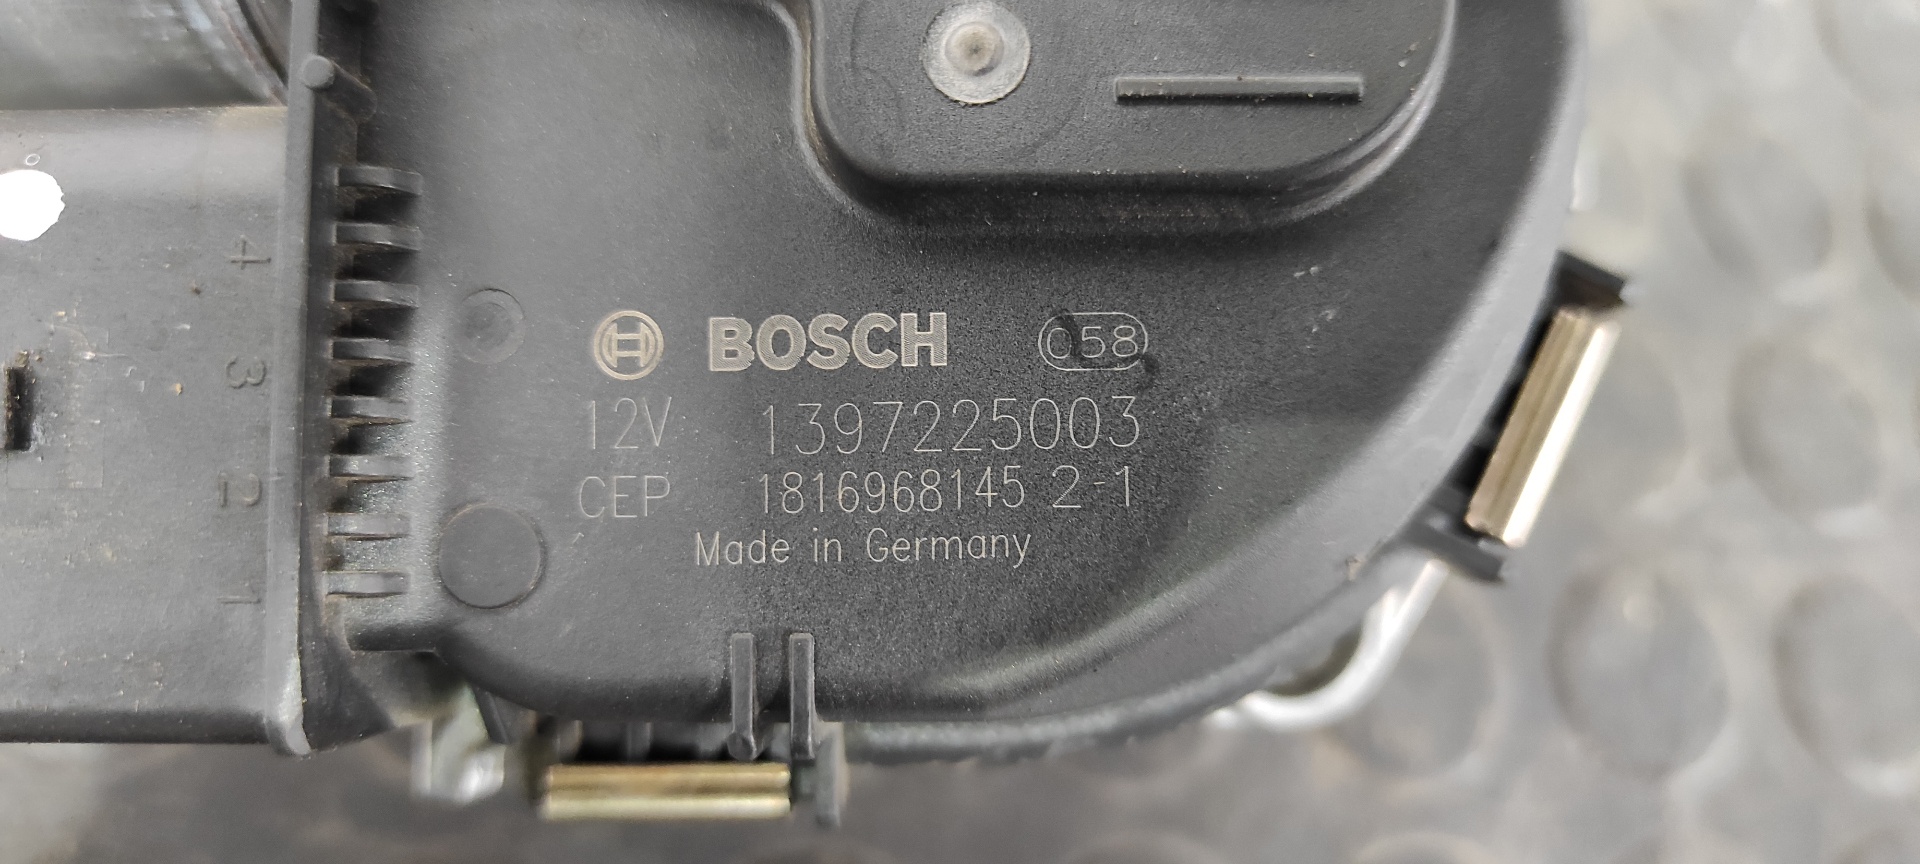 BOSCH 058
12V 1397225003
CEP 1816968145 2-1
Made in Germany
4
3
2
1